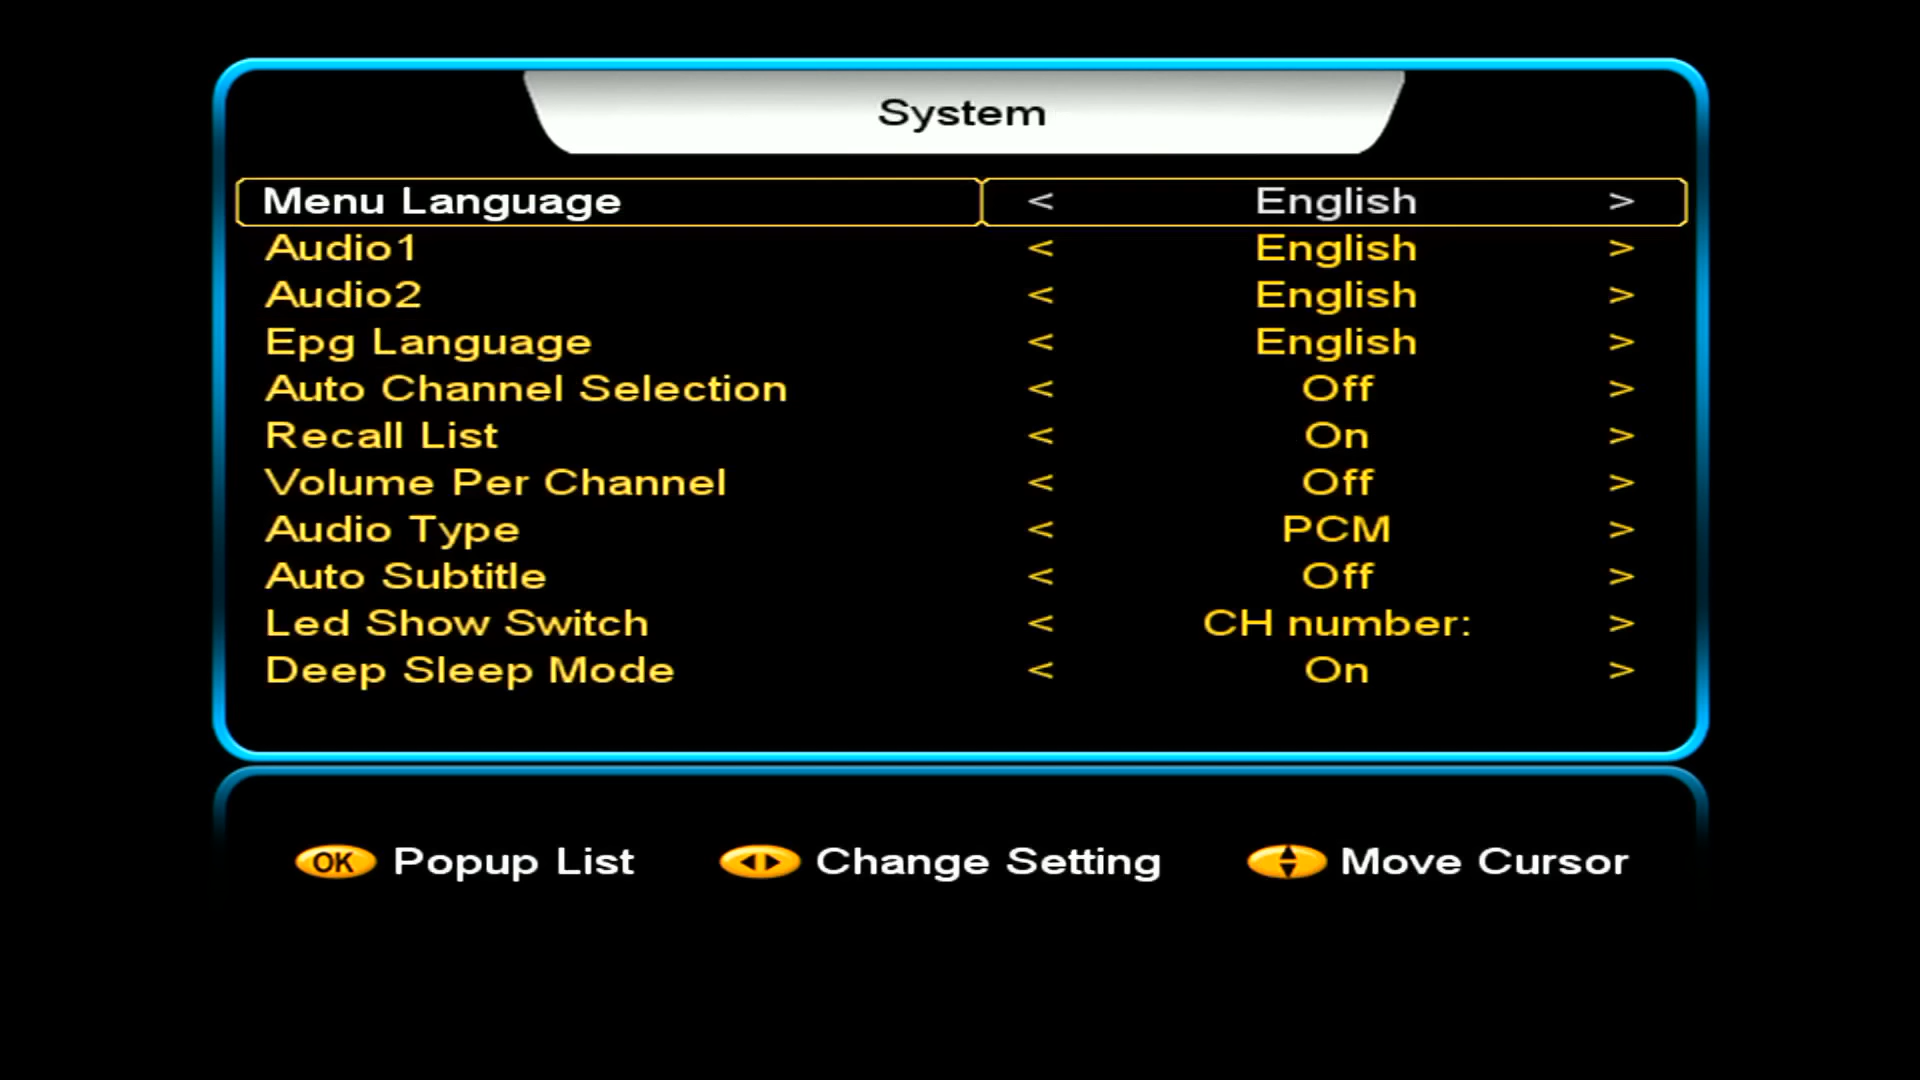 System
Menu Language < English >
Audio1 < English >
Audio2 < English >
Epg Language < English >
Auto Channel Selection < Off >
Recall List < On >
Volume Per Channel < Off >
Audio Type < PCM >
Auto Subtitle < Off >
Led Show Switch < CH number: >
Deep Sleep Mode < On >
OK Popup List Change Setting Move Cursor